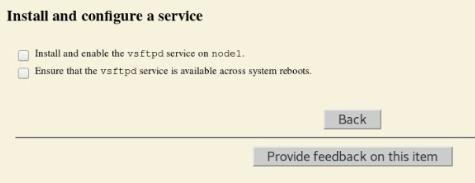 Install and configure a service
Install and enable the vsftpd service on node1.
Ensure that the vsftpd service is available across system reboots.
Back
Provide feedback on this item